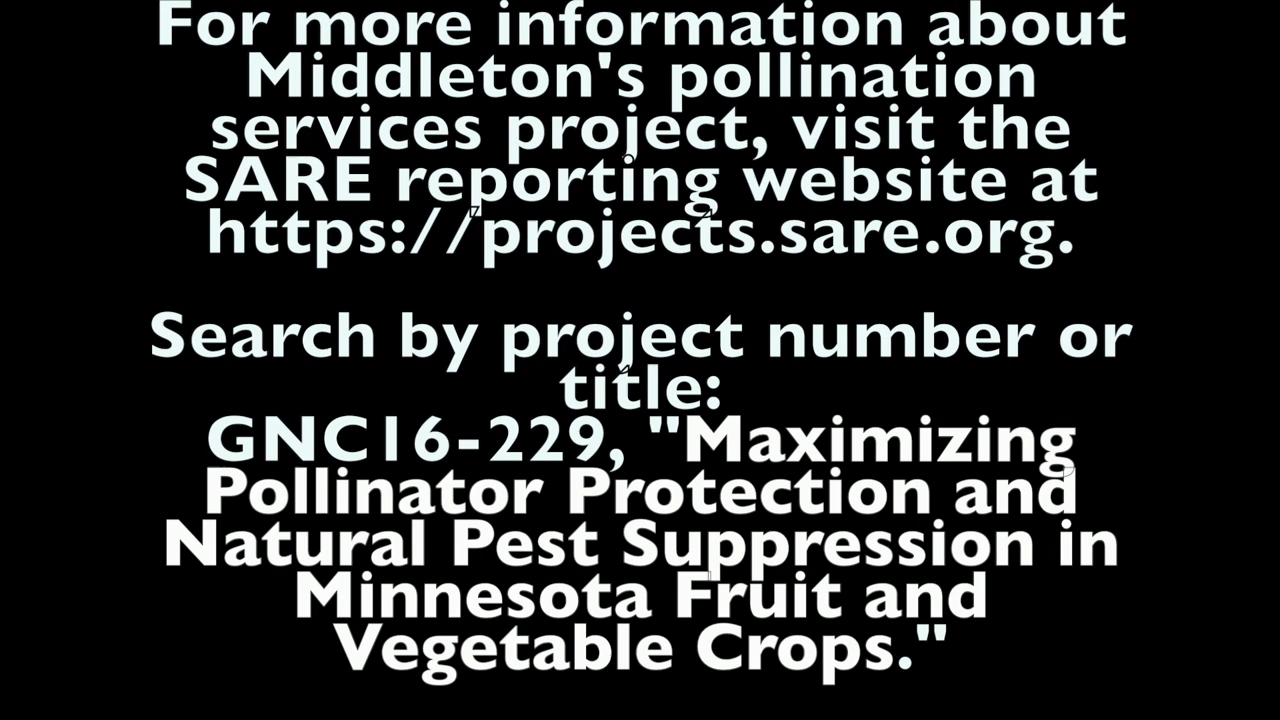 For more information about
Middleton's pollination
services project, visit the
SARE reporting website at
https://projects.sare.org.
Search by project number or
title:
GNC16-229, "Maximizing
Pollinator Protection and
Natural Pest Suppression in
Minnesota Fruit and
Vegetable Crops."